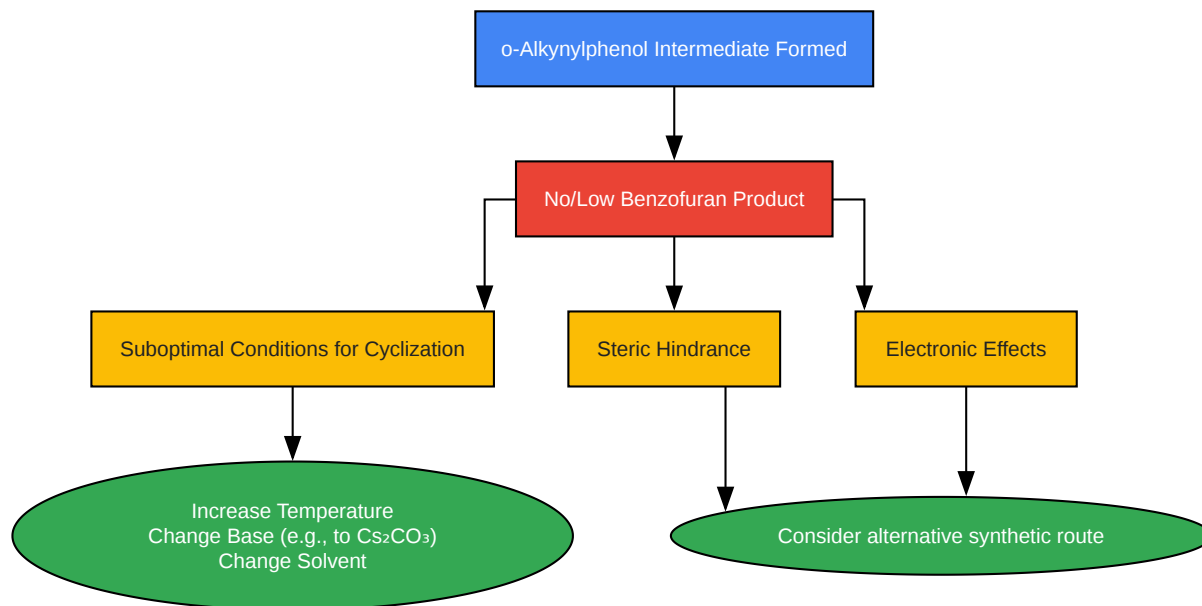 o-Alkynylphenol Intermediate Formed
No/Low Benzofuran Product
Suboptimal Conditions for Cyclization
Steric Hindrance
Electronic Effects
Increase Temperature
Change Base (e.g., to Cs₂CO₃)
Change Solvent
Consider alternative synthetic route